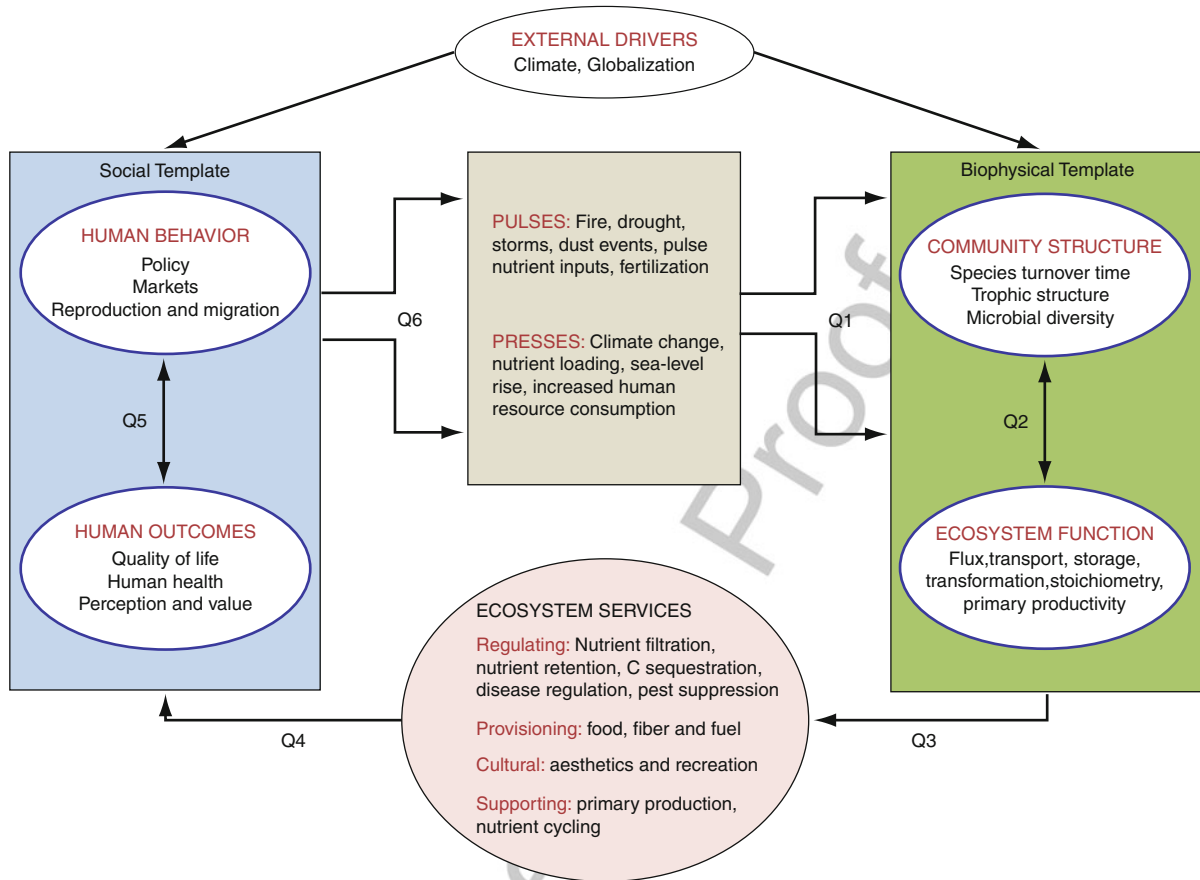 EXTERNAL DRIVERS
Climate, Globalization
Social Template
HUMAN BEHAVIOR
Policy
Markets
Reproduction and migration
Q5
HUMAN OUTCOMES
Quality of life
Human health
Perception and value
Q6
PULSES: Fire, drought,
storms, dust events, pulse
nutrient inputs, fertilization
PRESSES: Climate change,
nutrient loading, sea-level
rise, increased human
resource consumption
Q1
Biophysical Template
COMMUNITY STRUCTURE
Species turnover time
Trophic structure
Microbial diversity
Q2
ECOSYSTEM FUNCTION
Flux,transport, storage,
transformation,stoichiometry,
primary productivity
Q4
ECOSYSTEM SERVICES
Regulating: Nutrient filtration,
nutrient retention, C sequestration,
disease regulation, pest suppression
Provisioning: food, fiber and fuel
Cultural: aesthetics and recreation
Supporting: primary production,
nutrient cycling
Q3
Proof